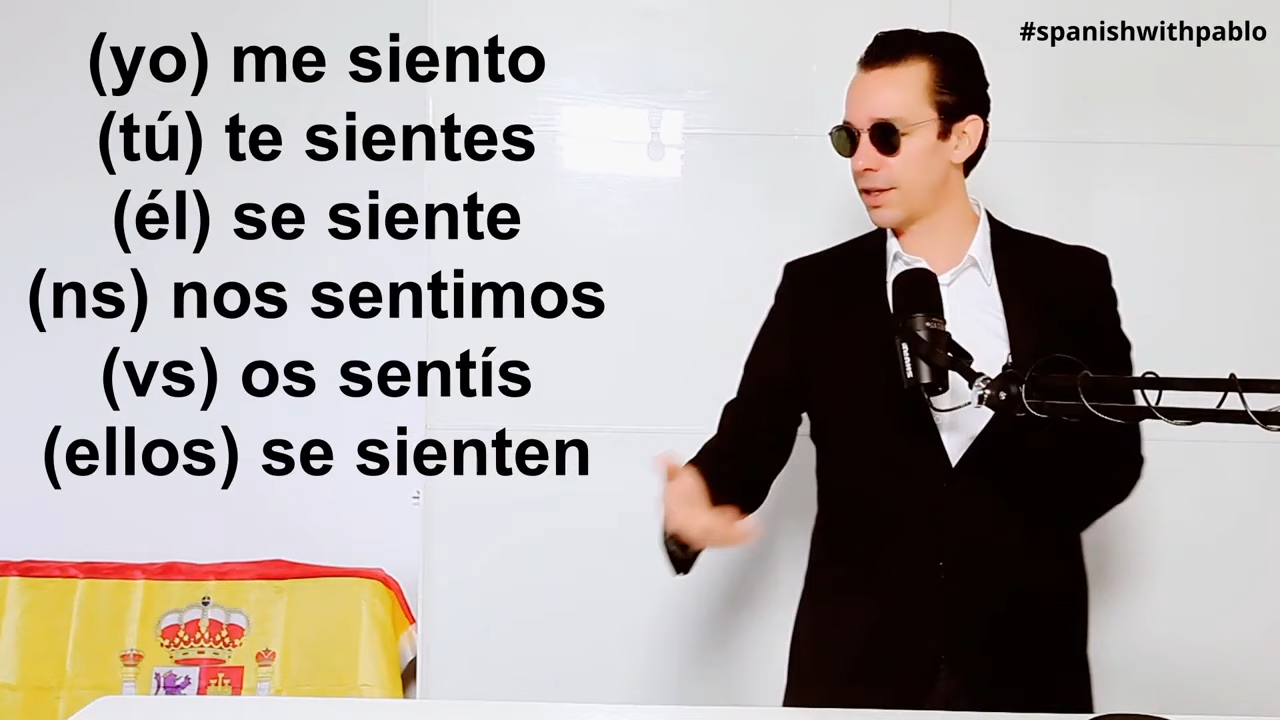 #spanishwithpablo
(yo) me siento
(tú) te sientes
(él) se siente
(ns) nos sentimos
(vs) os sentís
(ellos) se sienten
SHURE